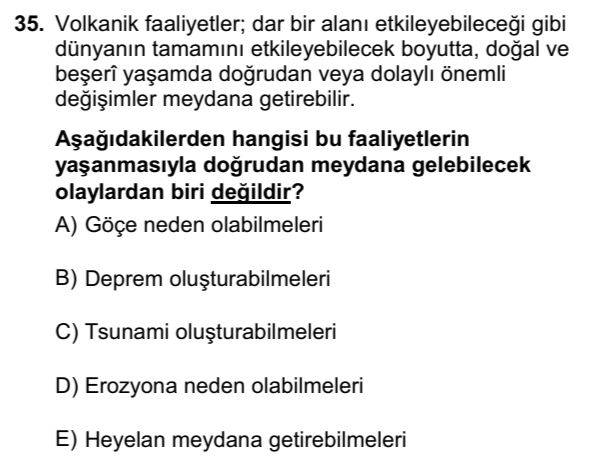 35. Volkanik faaliyetler; dar bir alanı etkileyebileceği gibi
dünyanın tamamını etkileyebilecek boyutta, doğal ve
beşerî yaşamda doğrudan veya dolaylı önemli
değişimler meydana getirebilir.
Aşağıdakilerden hangisi bu faaliyetlerin
yaşanmasıyla doğrudan meydana gelebilecek
olaylardan biri değildir?
A) Göçe neden olabilmeleri
B) Deprem oluşturabilmeleri
C) Tsunami oluşturabilmeleri
D) Erozyona neden olabilmeleri
E) Heyelan meydana getirebilmeleri